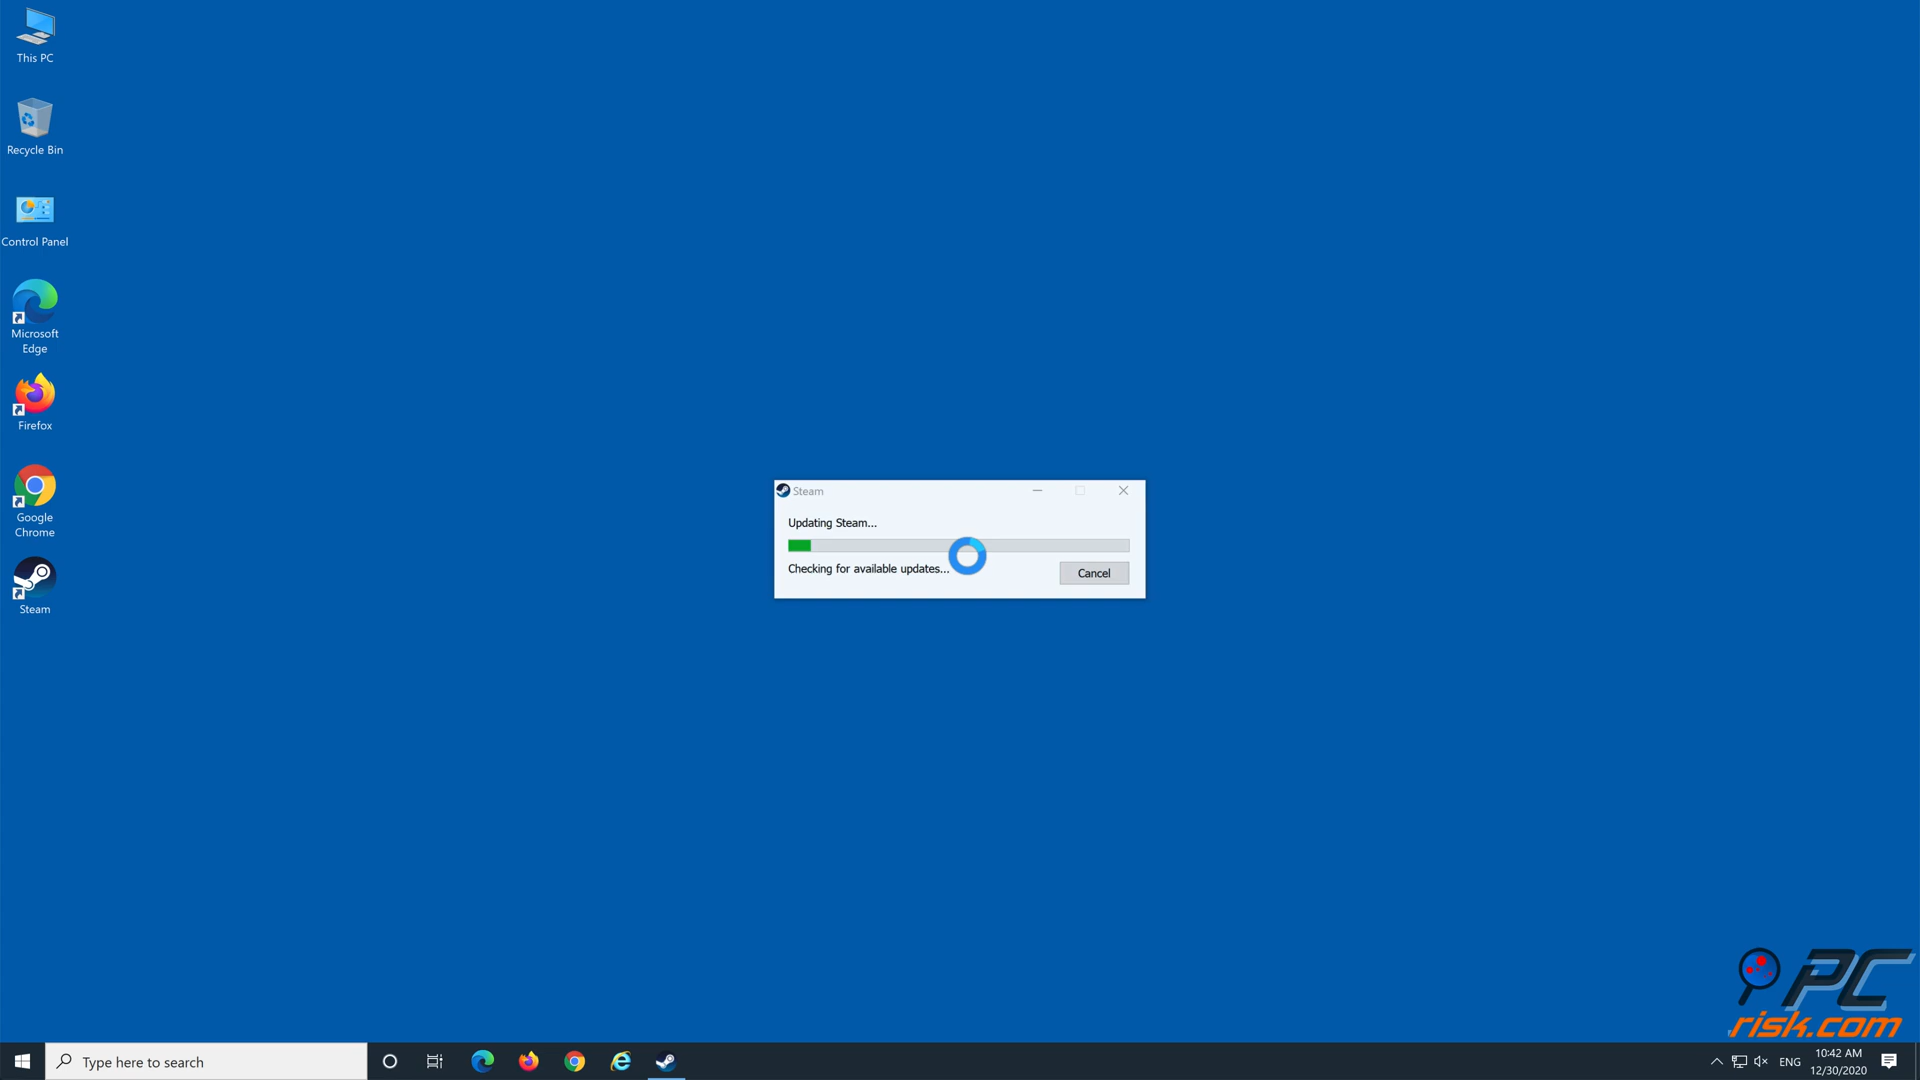 This PC
Recycle Bin
Control Panel
Microsoft
Edge
Firefox
Google
Chrome
Steam
Steam
Updating Steam...
Checking for available updates...
Cancel
PC
risk.com
Type here to search
ENG
10:42 AM
12/30/2020